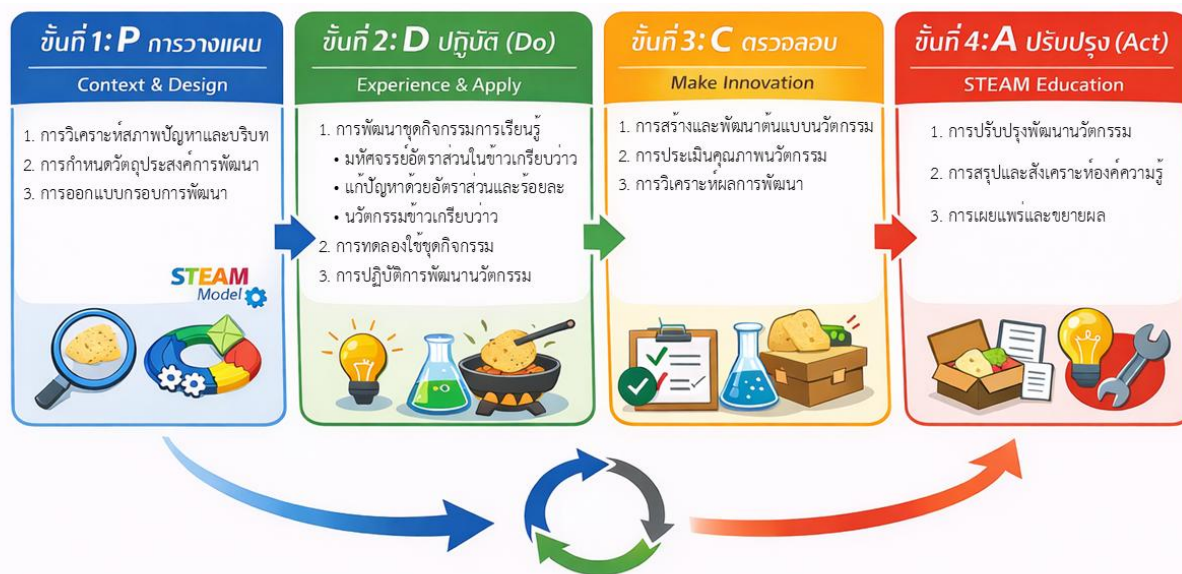 ขั้นที่ 1: P การวางแผน
Context & Design
1. การวิเคราะห์สภาพปัญหาและบริบท
2. การกำหนดวัตถุประสงค์การพัฒนา
3. การออกแบบกรอบการพัฒนา
STEAM
Model
ขั้นที่ 2: D ปฏิบัติ (Do)
Experience & Apply
1. การพัฒนาชุดกิจกรรมการเรียนรู้
• มหัศจรรย์อัตราส่วนในข้าวเกรียบว่าว
• แก้ปัญหาด้วยอัตราส่วนและร้อยละ
• นวัตกรรมข้าวเกรียบว่าว
2. การทดลองใช้ชุดกิจกรรม
3. การปฏิบัติการพัฒนานวัตกรรม
ขั้นที่ 3: C ตรวจลอบ
Make Innovation
1. การสร้างและพัฒนาต้นแบบนวัตกรรม
2. การประเมินคุณภาพนวัตกรรม
3. การวิเคราะห์ผลการพัฒนา
ขั้นที่ 4: A ปรับปรุง (Act)
STEAM Education
1. การปรับปรุงพัฒนานวัตกรรม
2. การสรุปและสังเคราะห์องค์ความรู้
3. การเผยแพร่และขยายผล